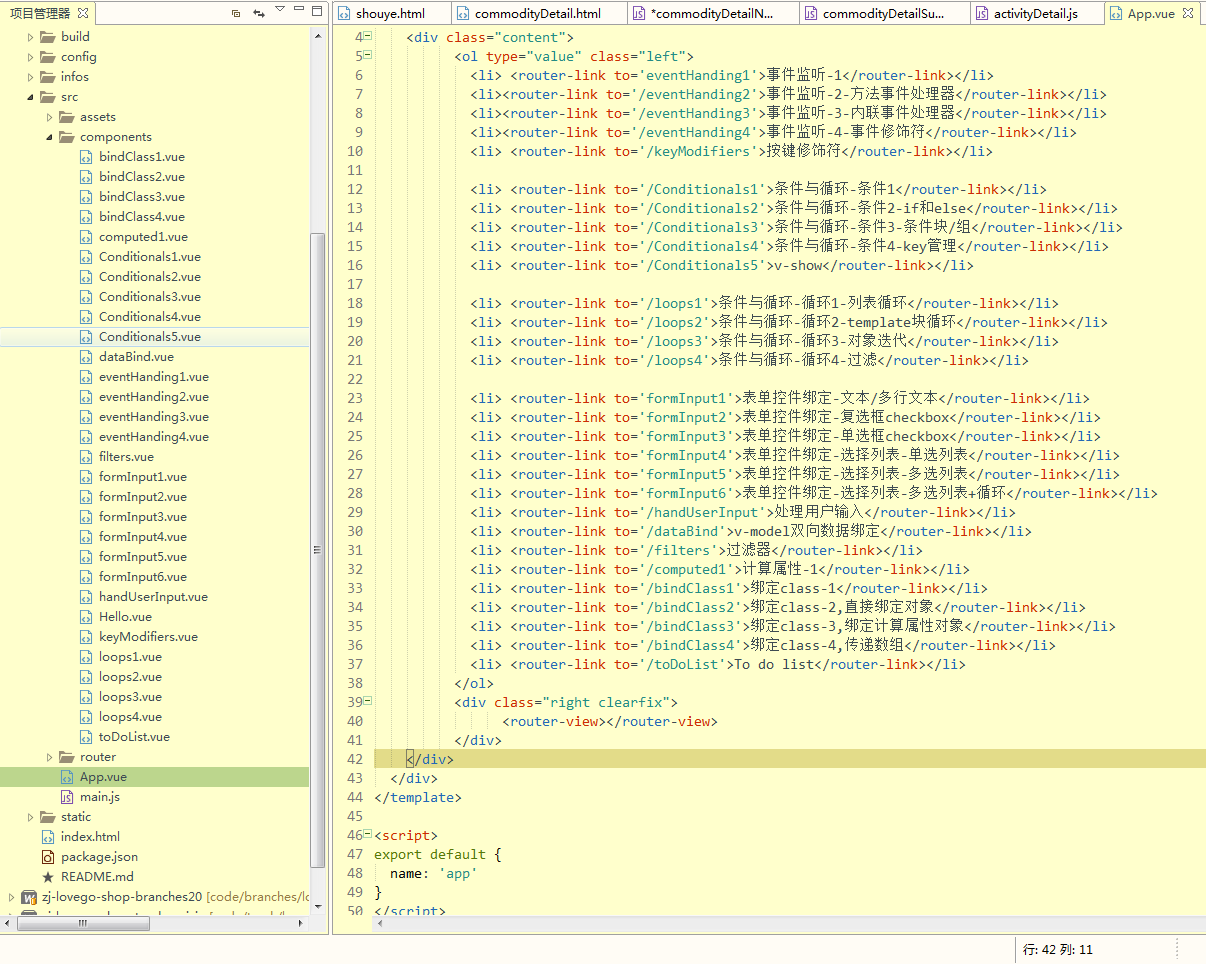 项目管理器
build
config
infos
src
assets
components
bindClass1.vue
bindClass2.vue
bindClass3.vue
bindClass4.vue
computed1.vue
Conditionals1.vue
Conditionals2.vue
Conditionals3.vue
Conditionals4.vue
Conditionals5.vue
dataBind.vue
eventHanding1.vue
eventHanding2.vue
eventHanding3.vue
eventHanding4.vue
filters.vue
formInput1.vue
formInput2.vue
formInput3.vue
formInput4.vue
formInput5.vue
formInput6.vue
handUserInput.vue
Hello.vue
keyModifiers.vue
loops1.vue
loops2.vue
loops3.vue
loops4.vue
toDoList.vue
router
App.vue
main.js
static
index.html
package.json
README.md
zj-lovego-shop-branches20 [code/branches/lo
shouye.html
commodityDetail.html
*commodityDetailN...
commodityDetailSu...
activityDetail.js
App.vue
4 <div class="content">
5 <ol type="value" class="left">
6 <li> <router-link to='eventHanding1'>事件监听-1</router-link></li>
7 <li><router-link to='/eventHanding2'>事件监听-2-方法事件处理器</router-link></li>
8 <li><router-link to='/eventHanding3'>事件监听-3-内联事件处理器</router-link></li>
9 <li><router-link to='/eventHanding4'>事件监听-4-事件修饰符</router-link></li>
10 <li> <router-link to='/keyModifiers'>按键修饰符</router-link></li>
11
12 <li> <router-link to='/Conditionals1'>条件与循环-条件1</router-link></li>
13 <li> <router-link to='/Conditionals2'>条件与循环-条件2-if和else</router-link></li>
14 <li> <router-link to='/Conditionals3'>条件与循环-条件3-条件块/组</router-link></li>
15 <li> <router-link to='/Conditionals4'>条件与循环-条件4-key管理</router-link></li>
16 <li> <router-link to='/Conditionals5'>v-show</router-link></li>
17
18 <li> <router-link to='/loops1'>条件与循环-循环1-列表循环</router-link></li>
19 <li> <router-link to='/loops2'>条件与循环-循环2-template块循环</router-link></li>
20 <li> <router-link to='/loops3'>条件与循环-循环3-对象迭代</router-link></li>
21 <li> <router-link to='/loops4'>条件与循环-循环4-过滤</router-link></li>
22
23 <li> <router-link to='formInput1'>表单控件绑定-文本/多行文本</router-link></li>
24 <li> <router-link to='formInput2'>表单控件绑定-复选框checkbox</router-link></li>
25 <li> <router-link to='formInput3'>表单控件绑定-单选框checkbox</router-link></li>
26 <li> <router-link to='formInput4'>表单控件绑定-选择列表-单选列表</router-link></li>
27 <li> <router-link to='formInput5'>表单控件绑定-选择列表-多选列表</router-link></li>
28 <li> <router-link to='formInput6'>表单控件绑定-选择列表-多选列表+循环</router-link></li>
29 <li> <router-link to='/handUserInput'>处理用户输入</router-link></li>
30 <li> <router-link to='/dataBind'>v-model双向数据绑定</router-link></li>
31 <li> <router-link to='/filters'>过滤器</router-link></li>
32 <li> <router-link to='/computed1'>计算属性-1</router-link></li>
33 <li> <router-link to='/bindClass1'>绑定class-1</router-link></li>
34 <li> <router-link to='/bindClass2'>绑定class-2,直接绑定对象</router-link></li>
35 <li> <router-link to='/bindClass3'>绑定class-3,绑定计算属性对象</router-link></li>
36 <li> <router-link to='/bindClass4'>绑定class-4,传递数组</router-link></li>
37 <li> <router-link to='/toDoList'>To do list</router-link></li>
38 </ol>
39 <div class="right clearfix">
40 <router-view></router-view>
41 </div>
42 </div>
43 </div>
44 </template>
45
46 <script>
47 export default {
48 name: 'app'
49 }
50 </script>
行: 42 列: 11